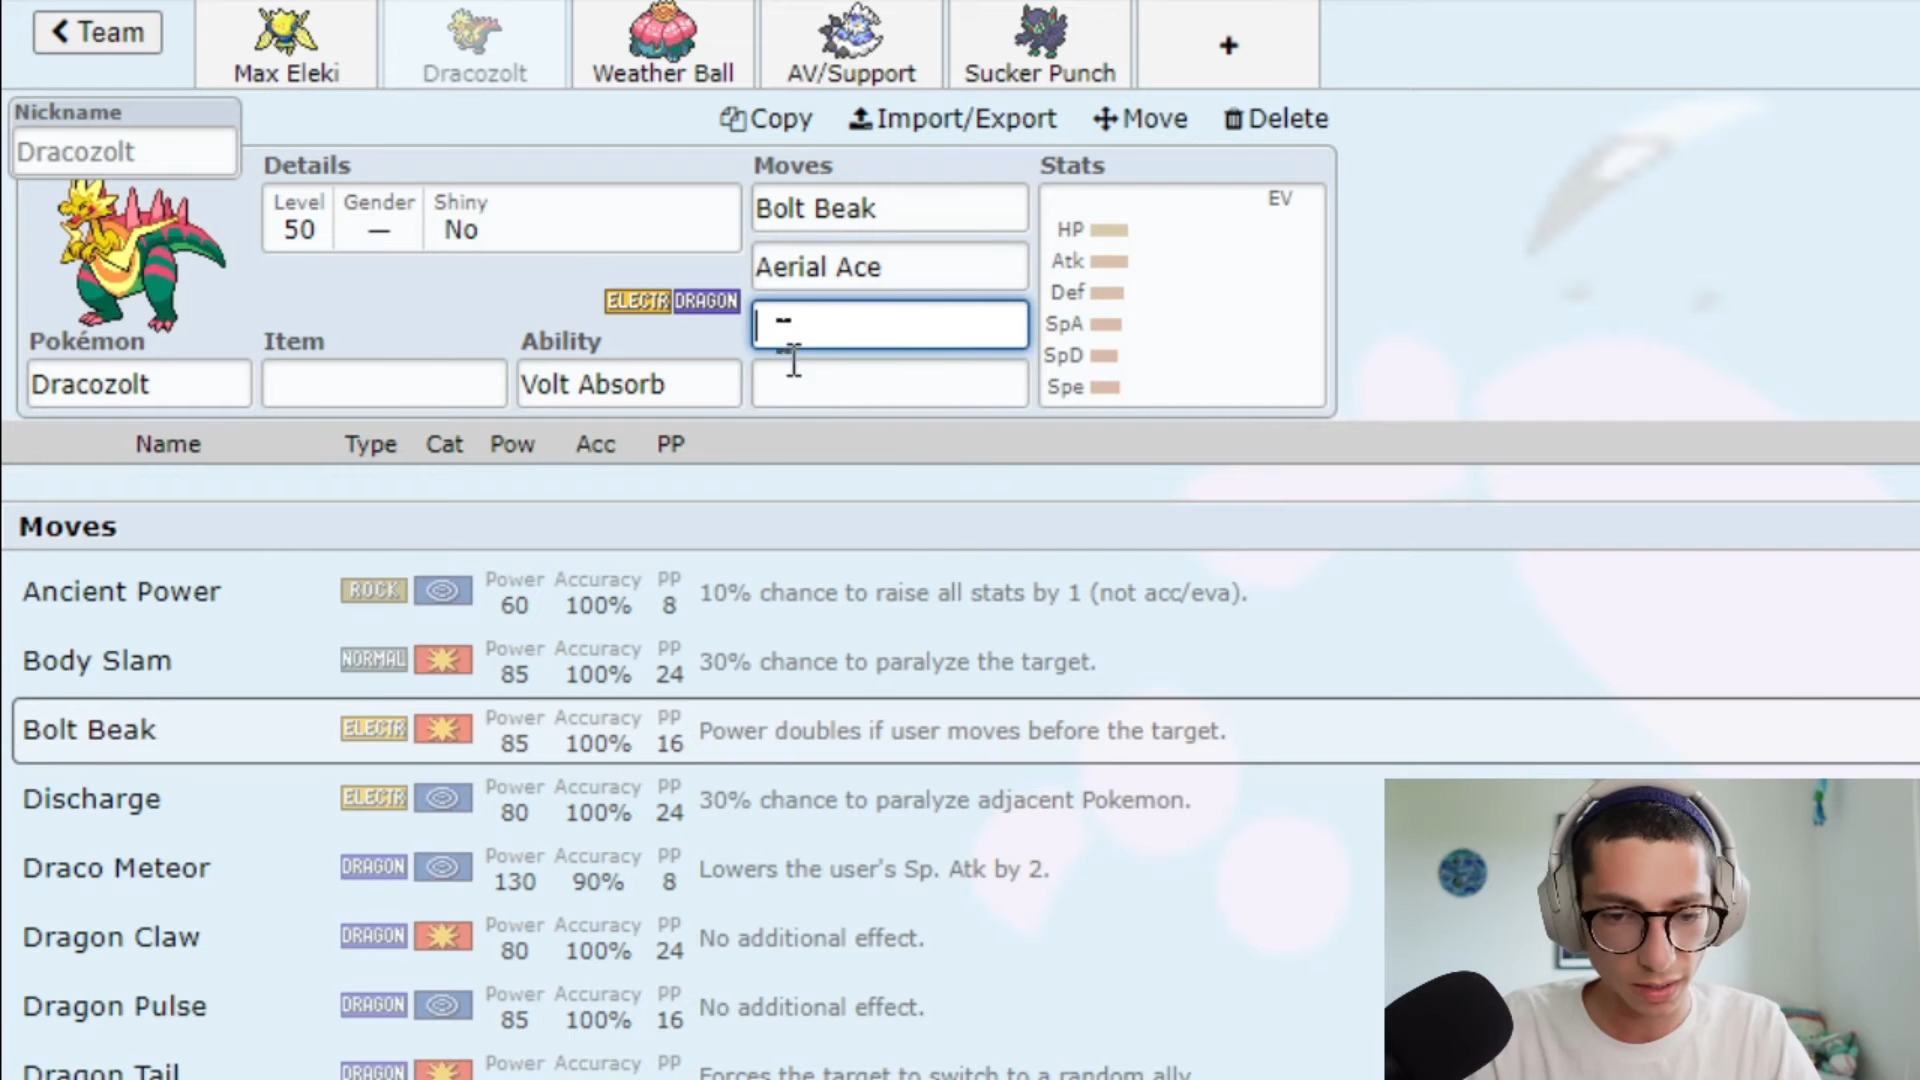 Team
Max Eleki
Dracozolt
Weather Ball
AV/Support
Sucker Punch
+
Nickname
Dracozolt
Copy
Import/Export
Move
Delete
Details
Moves
Stats
Level
50
Gender
—
Shiny
No
Bolt Beak
EV
HP
Atk
Def
SpA
SpD
Spe
Aerial Ace
ELECTR DRAGON
--
Pokémon
Dracozolt
Item
Ability
Volt Absorb
Name Type Cat Pow Acc PP
Moves
Ancient Power ROCK Power 60 Accuracy 100% PP 8 10% chance to raise all stats by 1 (not acc/eva).
Body Slam NORMAL Power 85 Accuracy 100% PP 24 30% chance to paralyze the target.
Bolt Beak ELECTR Power 85 Accuracy 100% PP 16 Power doubles if user moves before the target.
Discharge ELECTR Power 80 Accuracy 100% PP 24 30% chance to paralyze adjacent Pokemon.
Draco Meteor DRAGON Power 130 Accuracy 90% PP 8 Lowers the user's Sp. Atk by 2.
Dragon Claw DRAGON Power 80 Accuracy 100% PP 24 No additional effect.
Dragon Pulse DRAGON Power 85 Accuracy 100% PP 16 No additional effect.
Dragon Tail DRAGON Power Accuracy PP Forces the target to switch to a random ally.